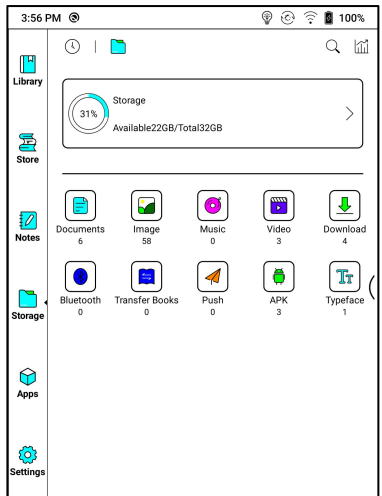 3:56 PM
100%
Library
Store
Notes
Storage
Apps
Settings
31%
Storage
Available22GB/Total32GB
Documents
6
Image
58
Music
0
Video
3
Download
4
Bluetooth
0
Transfer Books
0
Push
0
APK
3
Typeface
1